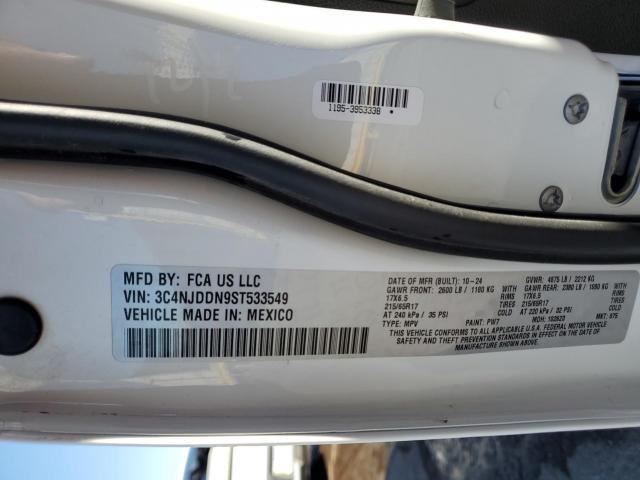 1195-3953338
MFD BY: FCA US LLC
VIN: 3C4NJDDN9ST533549
VEHICLE MADE IN: MEXICO
DATE OF MFR (BUILT): 10-24 GVWR: 4875 LB / 2212 KG
GAWR FRONT: 2600 LB / 1180 KG WITH GAWR REAR: 2380 LB / 1080 KG WITH
17X6.5 RIMS 17X6.5 RIMS
215/65R17 TIRES 215/65R17 TIRES
AT 240 kPa / 35 PSI COLD AT 220 kPa / 32 PSI COLD
TYPE: MPV PAINT: PW7 MDH: MKT:
THIS VEHICLE CONFORMS TO ALL APPLICABLE U.S.A. FEDERAL MOTOR VEHICLE
SAFETY AND THEFT PREVENTION STANDARDS IN EFFECT ON THE DATE OF
MANUFACTURE SHOWN ABOVE.